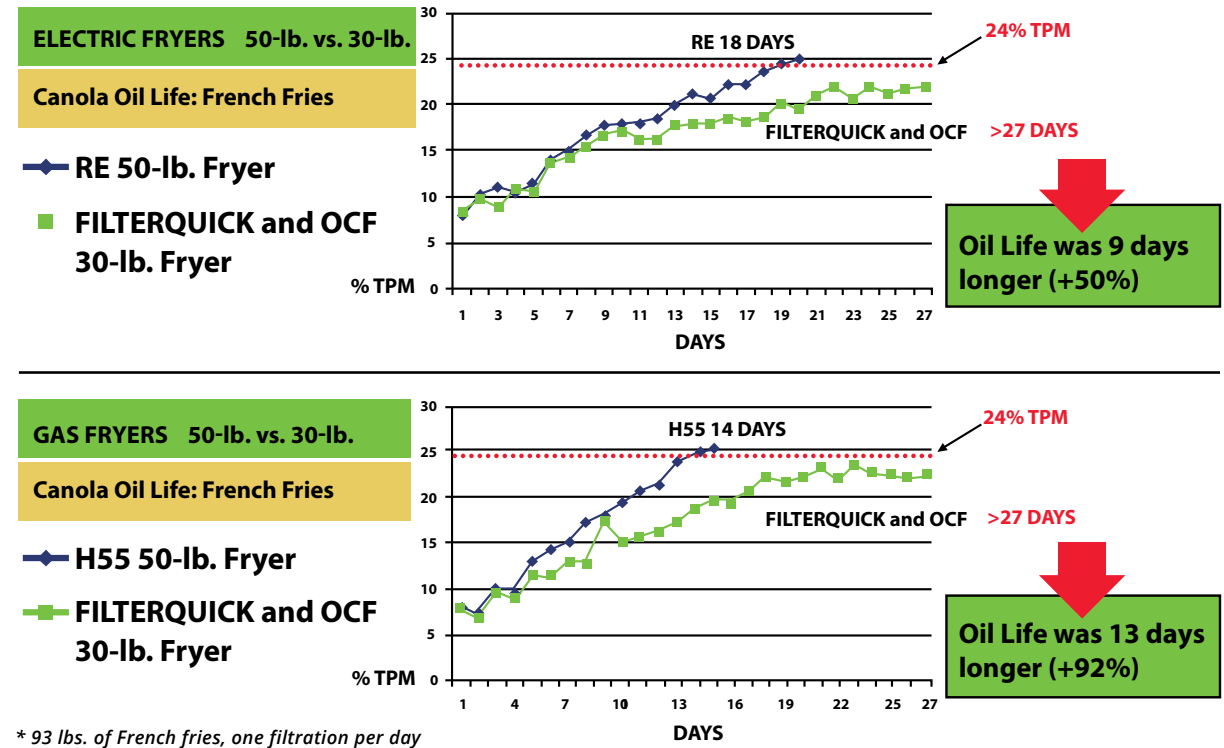 ELECTRIC FRYERS 50-lb. vs. 30-lb.
Canola Oil Life: French Fries
RE 50-lb. Fryer
FILTERQUICK and OCF
30-lb. Fryer
% TPM
30
25
20
15
10
5
0
RE 18 DAYS
24% TPM
FILTERQUICK and OCF >27 DAYS
1 3 5 7 9 11 13 15 17 19 21 23 25 27
DAYS
Oil Life was 9 days
longer (+50%)
GAS FRYERS 50-lb. vs. 30-lb.
Canola Oil Life: French Fries
H55 50-lb. Fryer
FILTERQUICK and OCF
30-lb. Fryer
% TPM
30
25
20
15
10
5
0
H55 14 DAYS
24% TPM
FILTERQUICK and OCF >27 DAYS
1 4 7 10 13 15 18 21 24 27
DAYS
Oil Life was 13 days
longer (+92%)
* 93 lbs. of French fries, one filtration per day